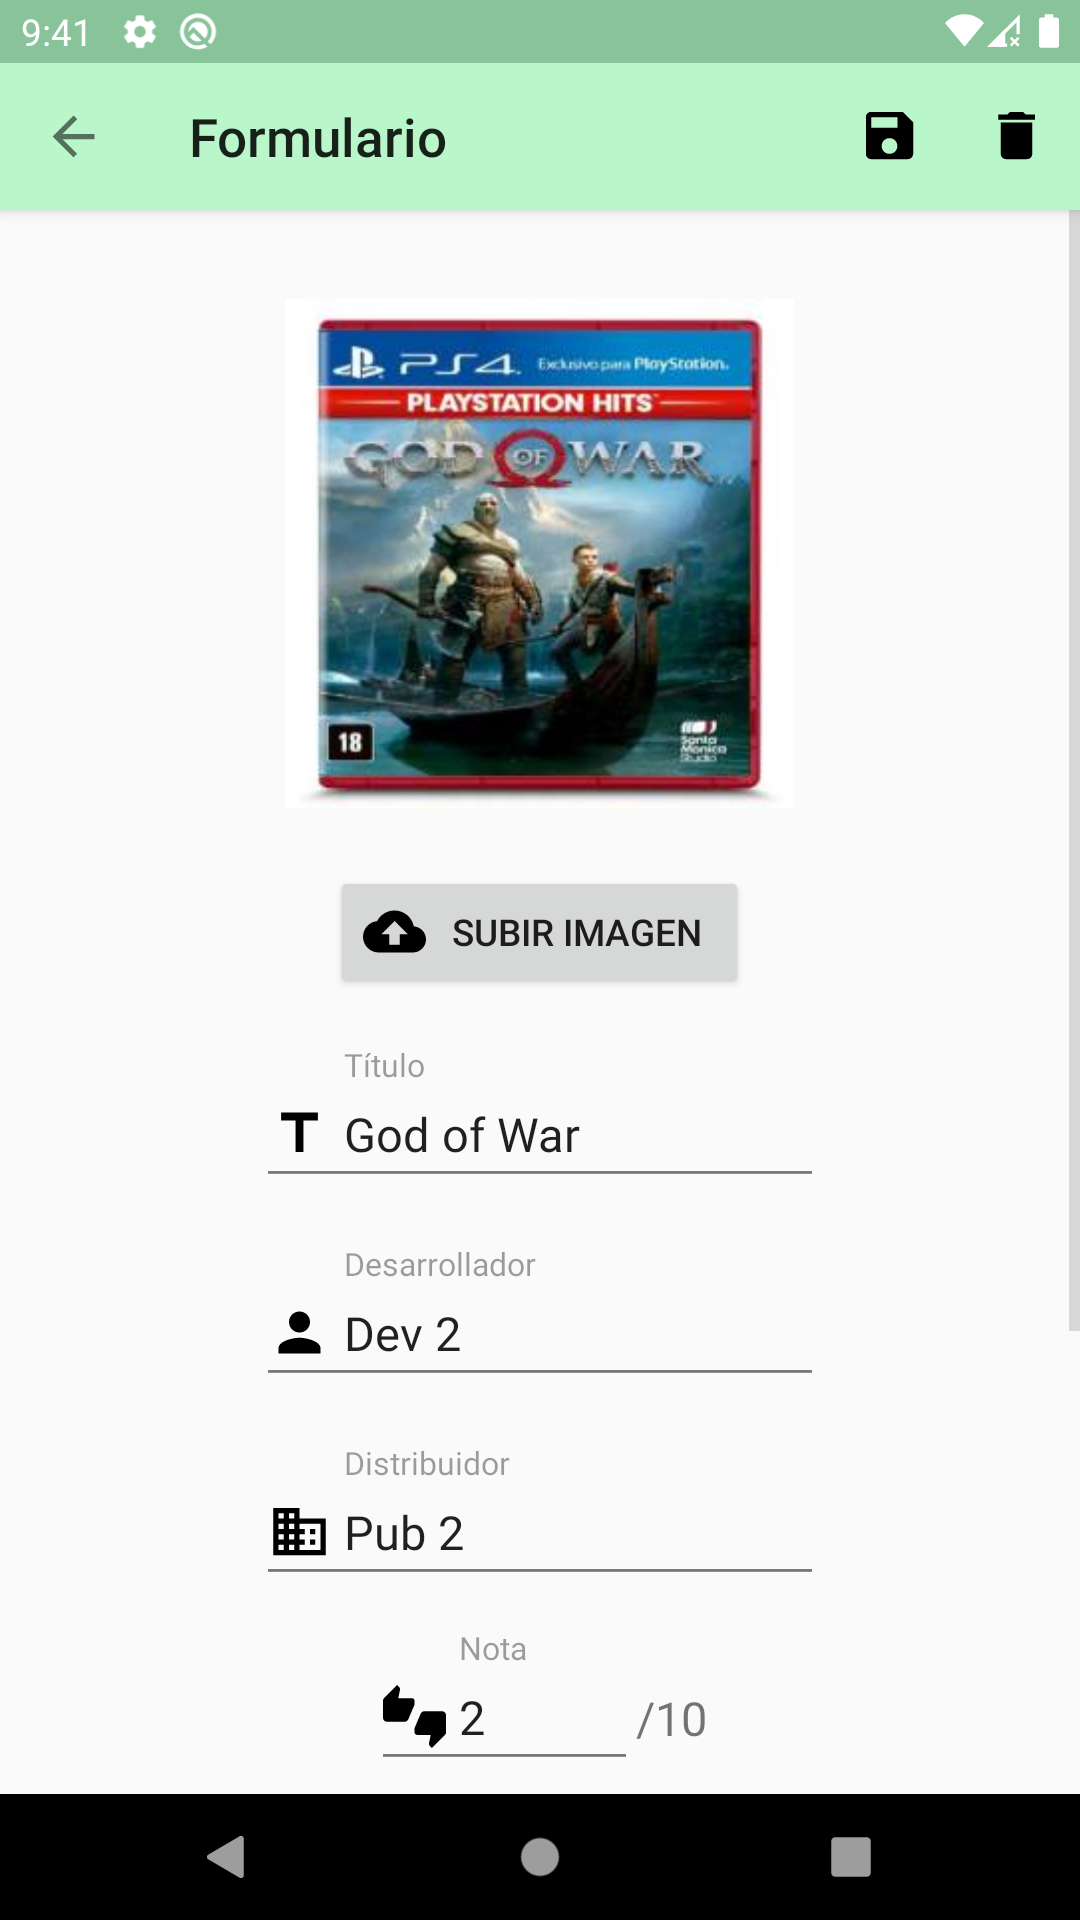 9:41
Formulario
PS4. Exclusivo para PlayStation.
PLAYSTATION HITS
GOD OF WAR
18
Santa
Monica
Studio
SUBIR IMAGEN
Título
T God of War
Desarrollador
Dev 2
Distribuidor
Pub 2
Nota
2 /10